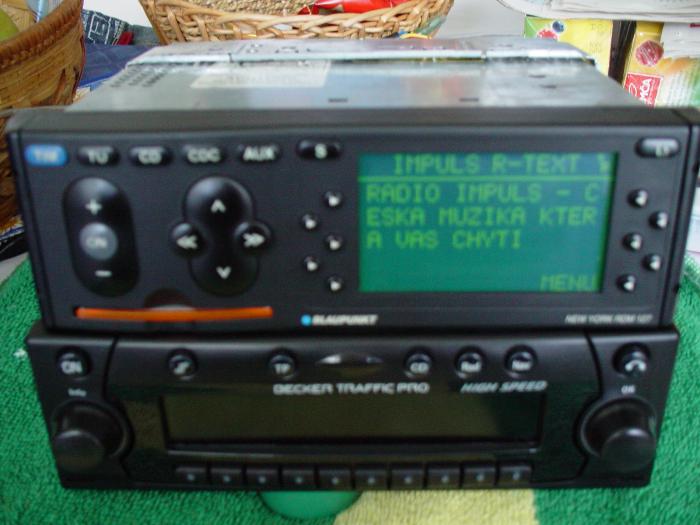 TIM TU CD CDC AUX S
IMPULS R-TEXT
RADIO IMPULS - C
ESKA MUZIKA KTER
A VAS CHYTI
MENU
ON
BLAUPUNKT
NEW YORK RDM 127
ON TP CD Rad Nav
BECKER TRAFFIC PRO
HIGH SPEED